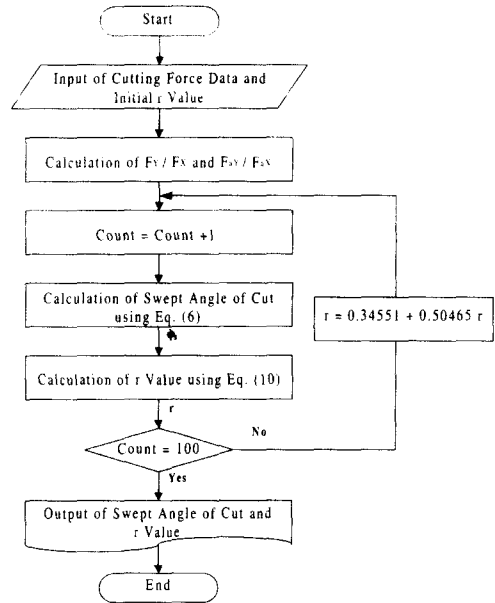 Start
Input of Cutting Force Data and
Initial r Value
Calculation of FY / FX and FaY / FaX
Count = Count +1
Calculation of Swept Angle of Cut
using Eq. (6)
r = 0.34551 + 0.50465 r
Calculation of r Value using Eq. (10)
r
No
Count = 100
Yes
Output of Swept Angle of Cut and
r Value
End